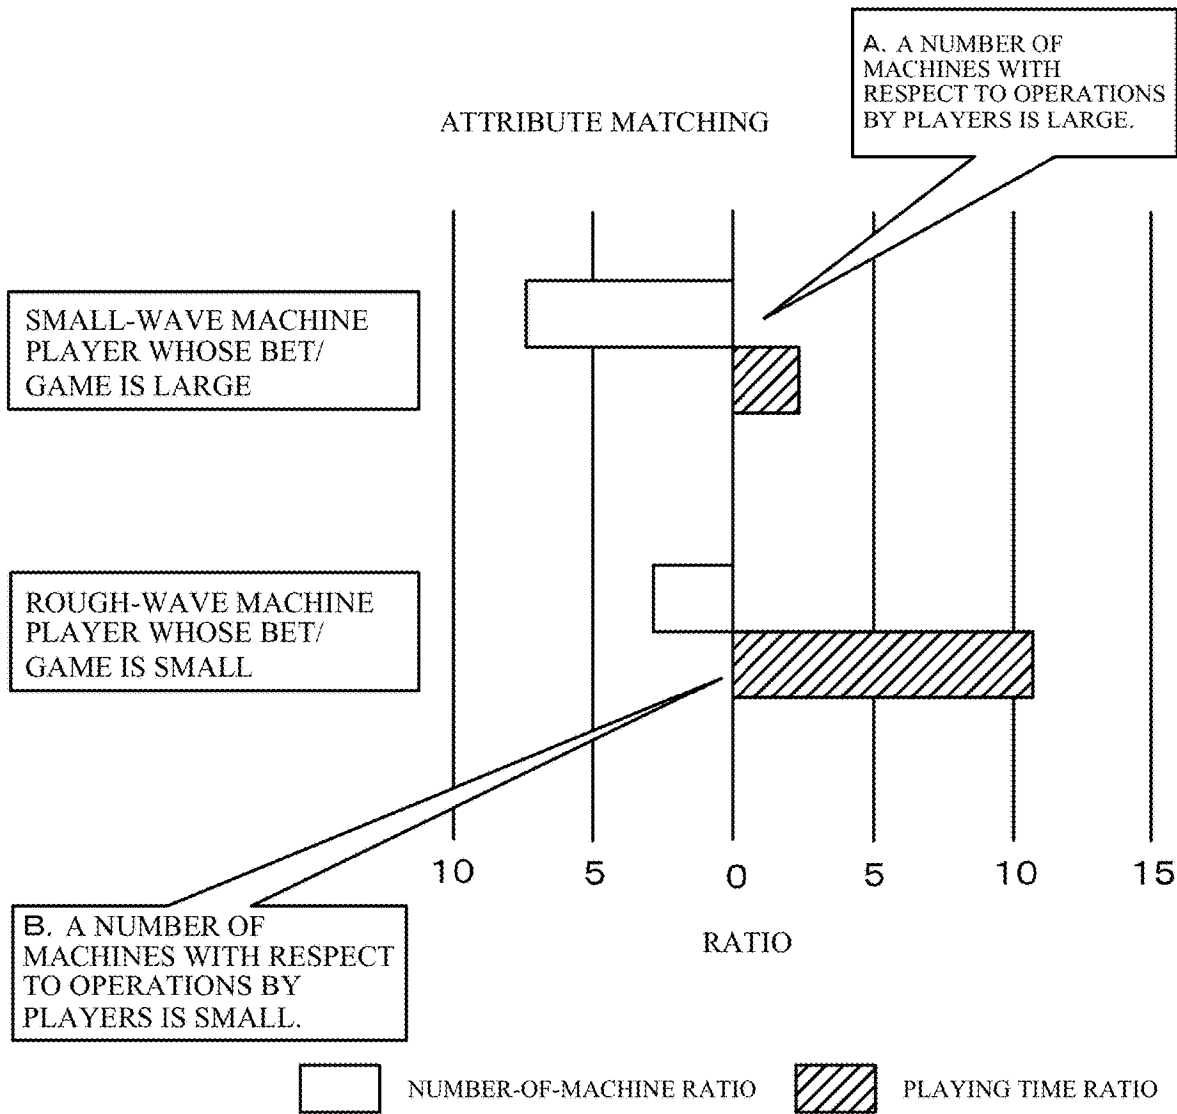 A. A NUMBER OF
MACHINES WITH
RESPECT TO OPERATIONS
BY PLAYERS IS LARGE.
ATTRIBUTE MATCHING
SMALL-WAVE MACHINE
PLAYER WHOSE BET/
GAME IS LARGE
ROUGH-WAVE MACHINE
PLAYER WHOSE BET/
GAME IS SMALL
10 5 0 5 10 15
RATIO
B. A NUMBER OF
MACHINES WITH RESPECT
TO OPERATIONS BY
PLAYERS IS SMALL.
NUMBER-OF-MACHINE RATIO
PLAYING TIME RATIO